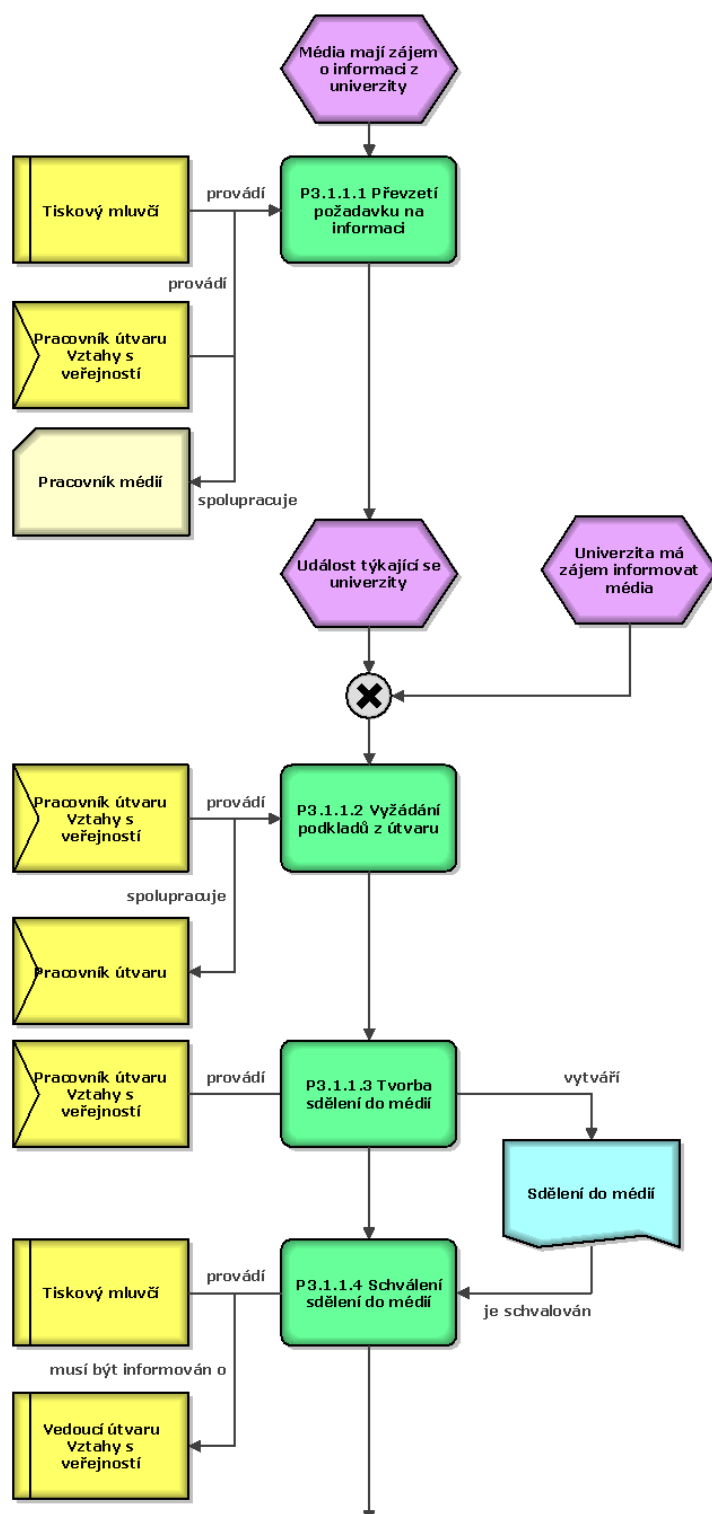 Média mají zájem
o informaci z
univerzity
Tiskový mluvčí
provádí
P3.1.1.1 Převzetí
požadavku na
informaci
provádí
Pracovník útvaru
Vztahy s
veřejností
Pracovník médií
spolupracuje
Událost týkající se
univerzity
Univerzita má
zájem informovat
média
Pracovník útvaru
Vztahy s
veřejností
provádí
P3.1.1.2 Vyžádání
podkladů z útvaru
spolupracuje
Pracovník útvaru
Pracovník útvaru
Vztahy s
veřejností
provádí
P3.1.1.3 Tvorba
sdělení do médií
vytváří
Sdělení do médií
Tiskový mluvčí
provádí
P3.1.1.4 Schválení
sdělení do médií
je schvalován
musí být informován o
Vedoucí útvaru
Vztahy s
veřejností